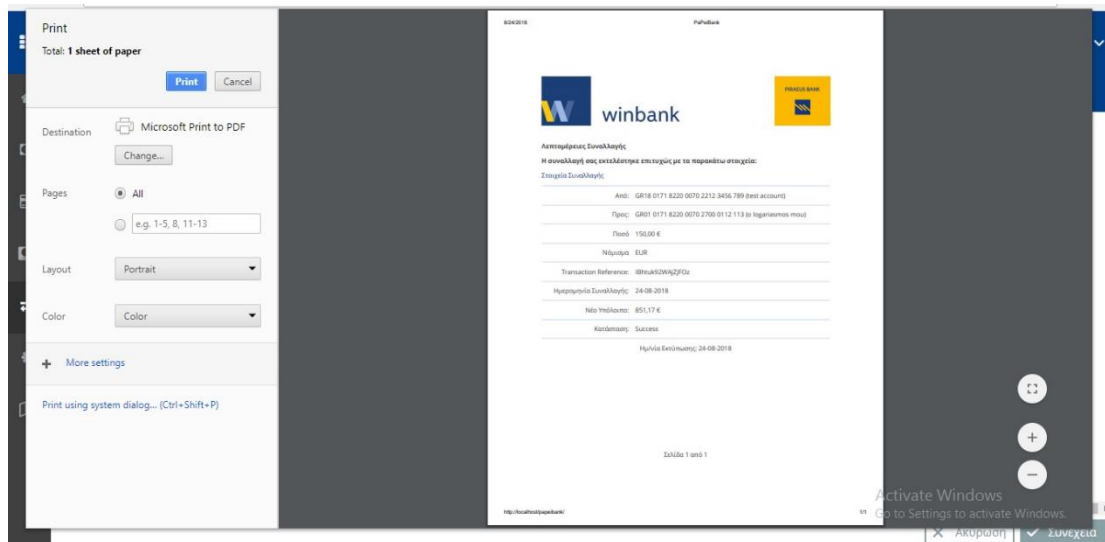 Print
Total: 1 sheet of paper
Print Cancel
Destination Microsoft Print to PDF
Change...
Pages All
e.g. 1-5, 8, 11-13
Layout Portrait
Color Color
More settings
Print using system dialog... (Ctrl+Shift+P)
8/24/2018 PaPeiBank
winbank
PIRAEUS BANK
Λεπτομέρειες Συναλλαγής
Η συναλλαγή σας εκτελέστηκε επιτυχώς με τα παρακάτω στοιχεία:
Στοιχεία Συναλλαγής
Από: GR18 0171 8220 0070 2212 3456 789 (test account)
Προς: GR01 0171 8220 0070 2700 0112 113 (o logariasmos mou)
Ποσό 150,00 €
Νόμισμα EUR
Transaction Reference:
Ημερομηνία Συναλλαγής: 24-08-2018
Νέο Υπόλοιπο: 851,17 €
Κατάσταση: Success
Ημ/νία Εκτύπωσης: 24-08-2018
Σελίδα 1 από 1
http://localhost/papeibank/ 1/1
Activate Windows
Go to Settings to activate Windows.
Ακύρωση Συνέχεια